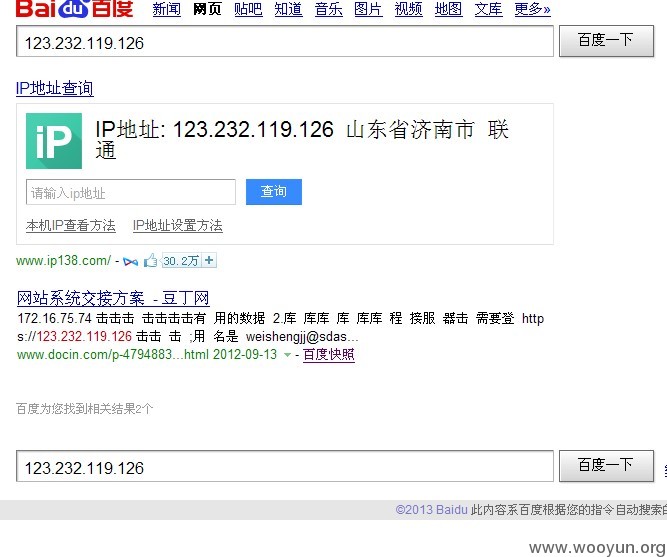 Bai du 百度 新闻 网页 贴吧 知道 音乐 图片 视频 地图 文库 更多»
123.232.119.126 百度一下
IP地址查询
iP IP地址: 123.232.119.126 山东省济南市 联
通
请输入ip地址 查询
本机IP查看方法 IP地址设置方法
www.ip138.com/ - 30.2万 +
网站系统交接方案 - 豆丁网
172.16.75.74 击击击 击击击击有 用的数据 2.库 库库 库 库库 程 接服 器击 需要登 http
s://123.232.119.126 击击 击 ;用 名是 weishengjj@sdas...
www.docin.com/p-4794883...html 2012-09-13 - 百度快照
百度为您找到相关结果2个
123.232.119.126 百度一下
©2013 Baidu 此内容系百度根据您的指令自动搜索的
www.wooyun.org